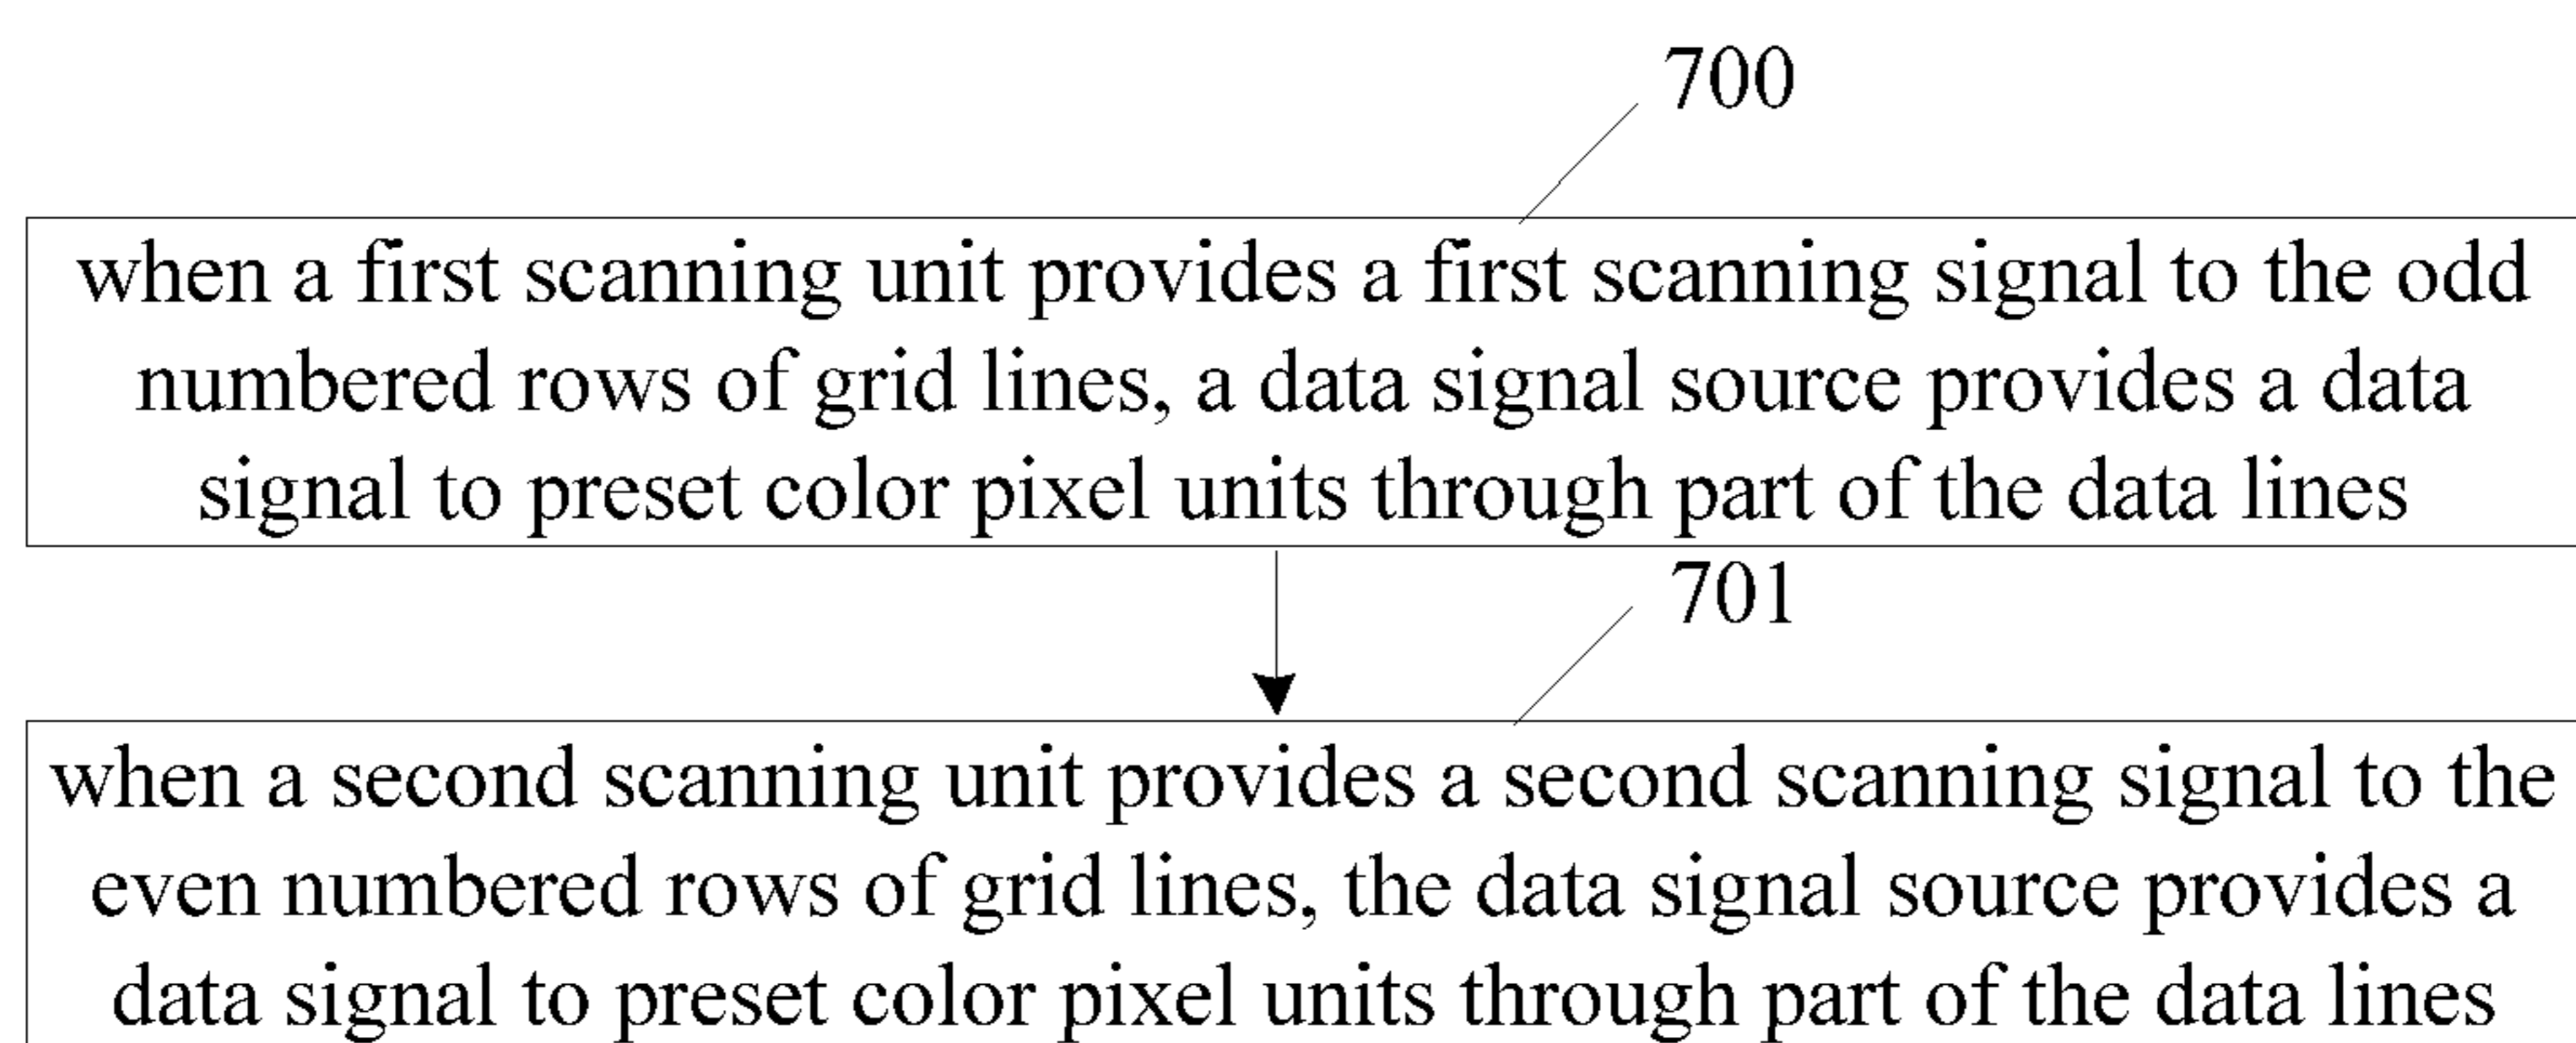 700
when a first scanning unit provides a first scanning signal to the odd
numbered rows of grid lines, a data signal source provides a data
signal to preset color pixel units through part of the data lines
701
when a second scanning unit provides a second scanning signal to the
even numbered rows of grid lines, the data signal source provides a
data signal to preset color pixel units through part of the data lines